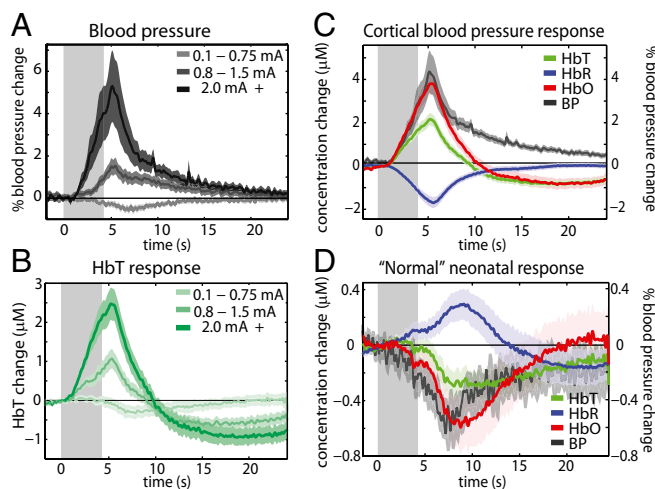 A
Blood pressure
% blood pressure change
6
4
2
0
0.1 – 0.75 mA
0.8 – 1.5 mA
2.0 mA +
0 5 10 15 20
time (s)
B
HbT response
HbT change (μM)
3
2
1
0
-1
0.1 – 0.75 mA
0.8 – 1.5 mA
2.0 mA +
0 5 10 15 20
time (s)
C
Cortical blood pressure response
concentration change (μM)
4
2
0
−2
HbT
HbR
HbO
BP
4
2
0
−2
% blood pressure change
0 5 10 15 20
time (s)
D
“Normal” neonatal response
concentration change (μM)
0.4
0
-0.4
−0.8
HbT
HbR
HbO
BP
0.4
0
-0.4
-0.8
% blood pressure change
0 5 10 15 20
time (s)